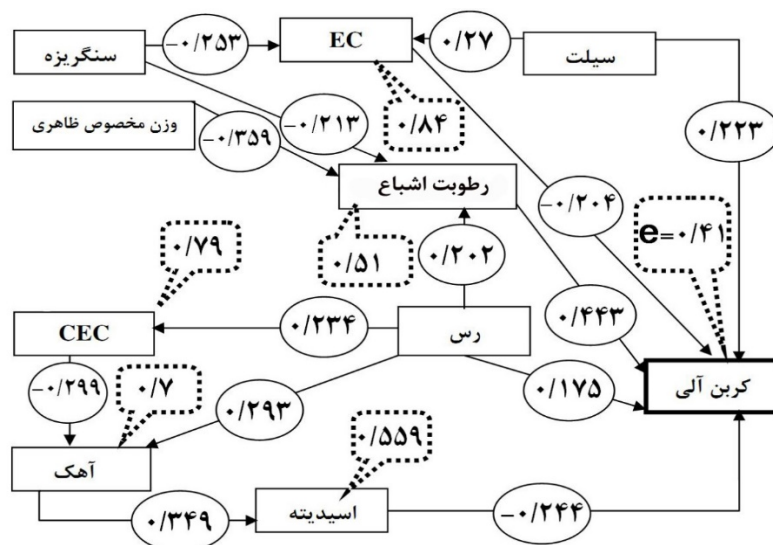 سنگریزه
-۰/۲۵۳
EC
۰/۲۷
سیلت
وزن مخصوص ظاهری
-۰/۳۵۹
-۰/۲۱۳
۰/۸۴
۰/۲۲۳
رطوبت اشباع
-۰/۲۰۴
e=۰/۴۱
۰/۷۹
۰/۵۱
۰/۲۰۲
CEC
۰/۲۳۴
رس
۰/۴۴۳
کربن آلی
-۰/۲۹۹
۰/۷
۰/۲۹۳
۰/۱۷۵
آهک
۰/۵۵۹
۰/۳۴۹
اسیدیته
-۰/۲۴۴